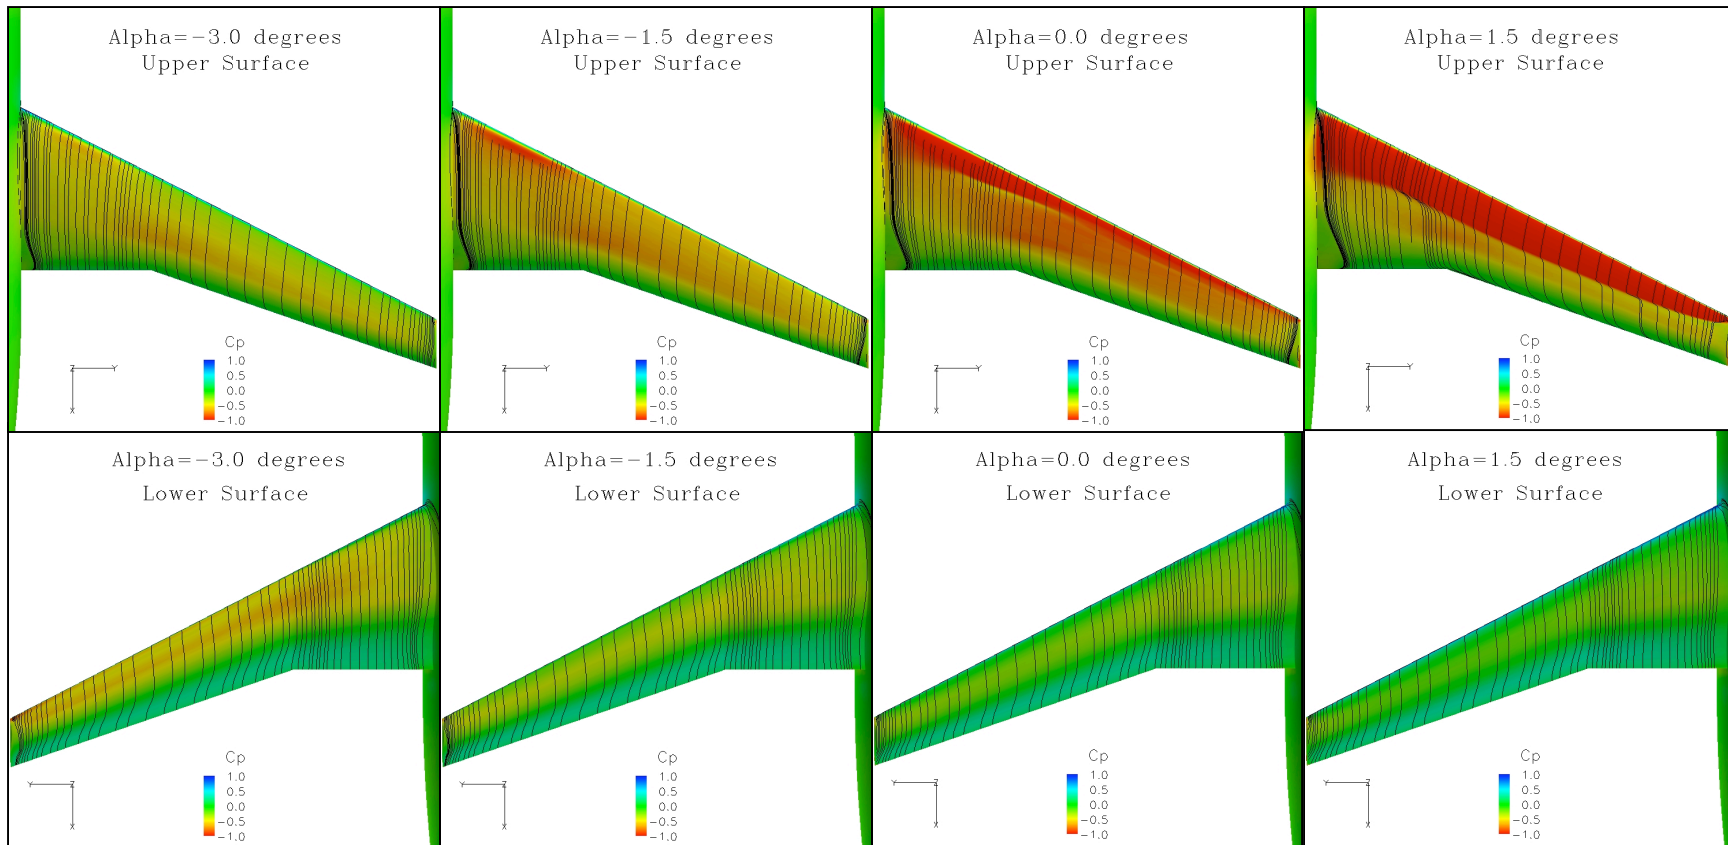 Alpha=−3.0 degrees
Upper Surface
Cp
1.0
0.5
0.0
−0.5
−1.0
Z
Y
X
Alpha=−1.5 degrees
Upper Surface
Cp
1.0
0.5
0.0
−0.5
−1.0
Z
Y
X
Alpha=0.0 degrees
Upper Surface
Cp
1.0
0.5
0.0
−0.5
−1.0
Z
Y
X
Alpha=1.5 degrees
Upper Surface
Cp
1.0
0.5
0.0
−0.5
−1.0
Z
Y
X
Alpha=−3.0 degrees
Lower Surface
Cp
1.0
0.5
0.0
−0.5
−1.0
Y
Z
X
Alpha=−1.5 degrees
Lower Surface
Cp
1.0
0.5
0.0
−0.5
−1.0
Y
Z
X
Alpha=0.0 degrees
Lower Surface
Cp
1.0
0.5
0.0
−0.5
−1.0
Y
Z
X
Alpha=1.5 degrees
Lower Surface
Cp
1.0
0.5
0.0
−0.5
−1.0
Y
Z
X